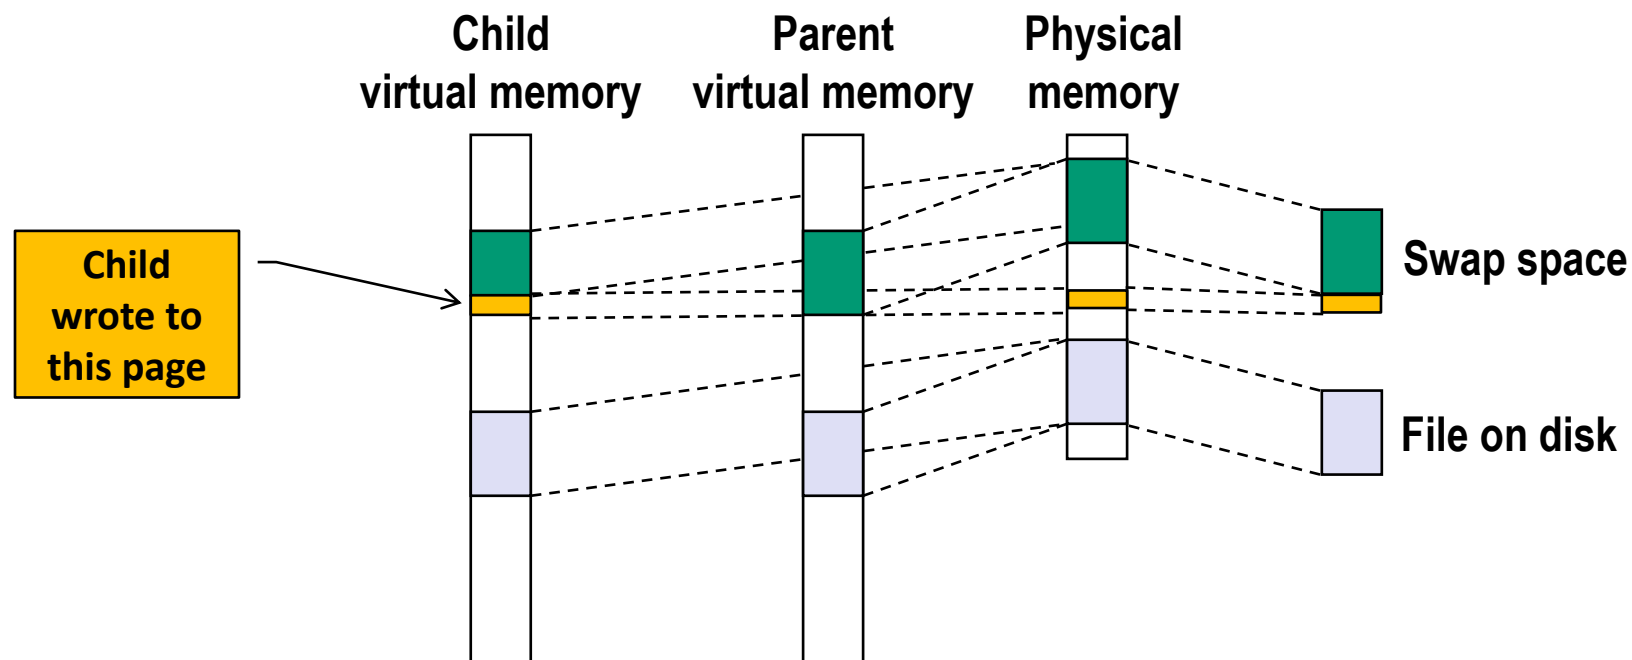 Child
virtual memory
Parent
virtual memory
Physical
memory
Child
wrote to
this page
Swap space
File on disk